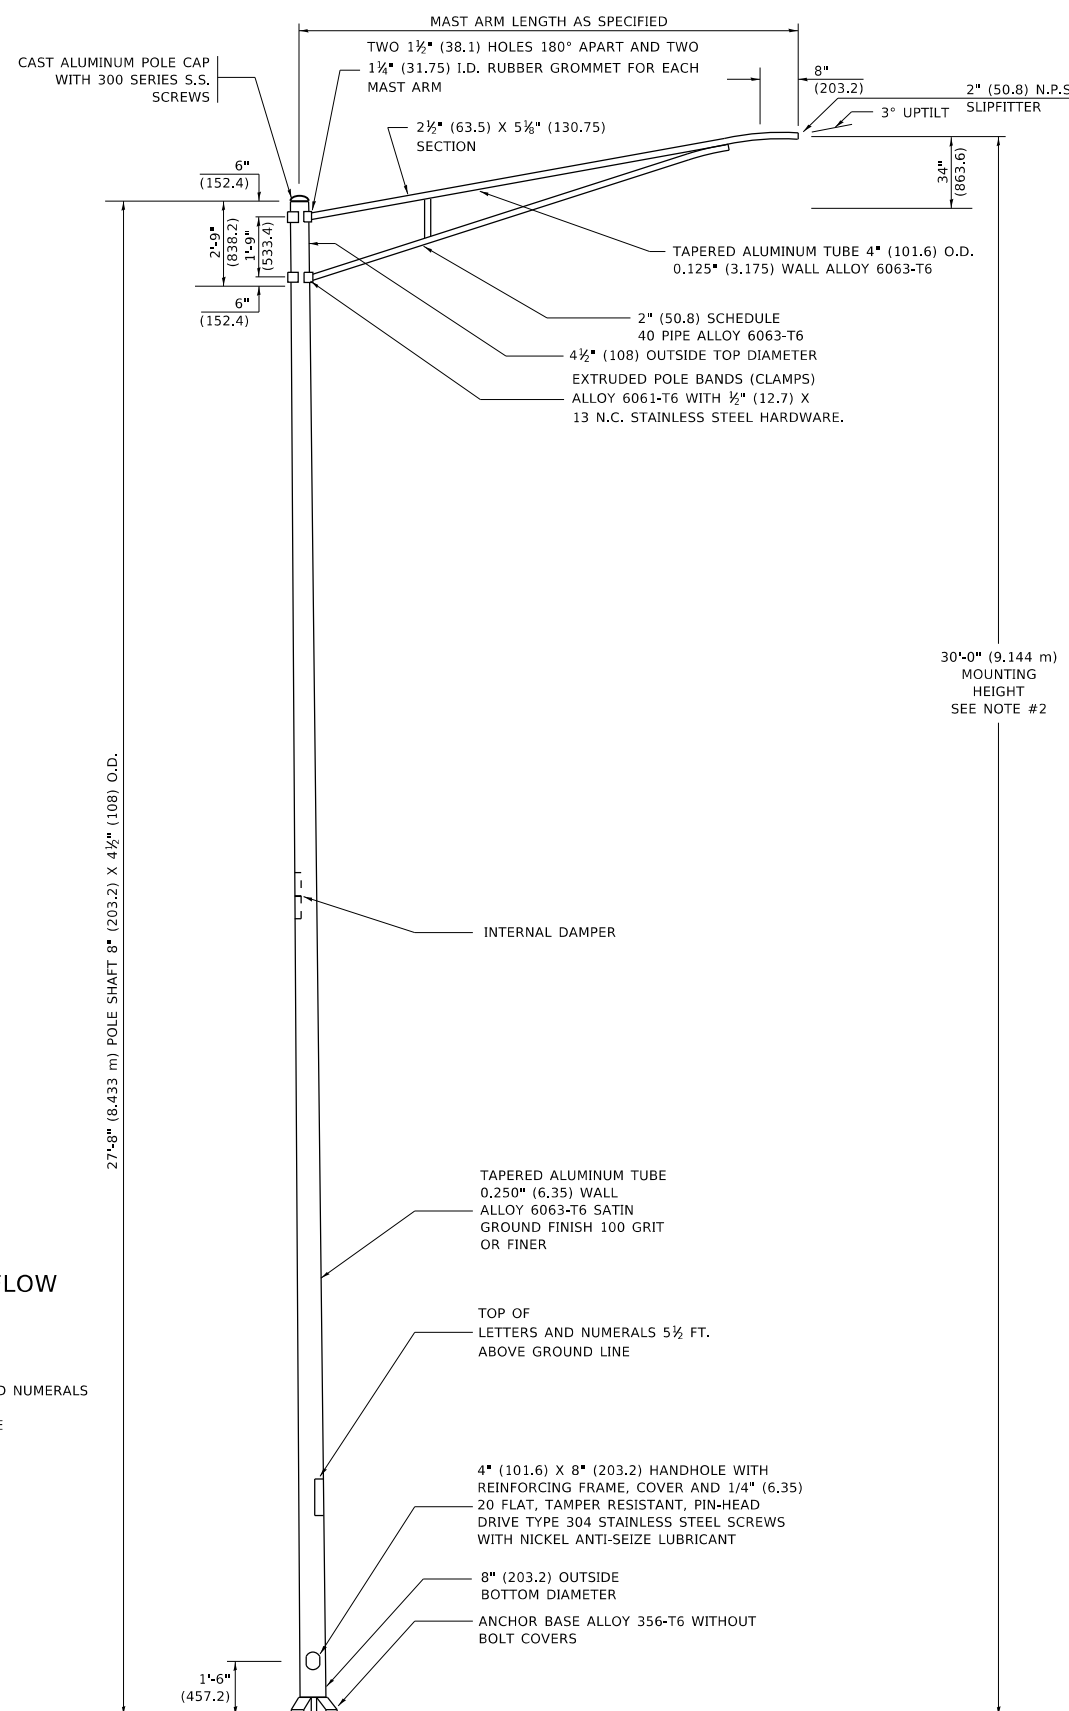 MAST ARM LENGTH AS SPECIFIED
CAST ALUMINUM POLE CAP
WITH 300 SERIES S.S.
SCREWS
TWO 1½" (38.1) HOLES 180° APART AND TWO
1¼" (31.75) I.D. RUBBER GROMMET FOR EACH
MAST ARM
8"
(203.2)
2" (50.8) N.P.S
SLIPFITTER
3° UPTILT
2½" (63.5) X 5⅛" (130.75)
SECTION
34"
(863.6)
6"
(152.4)
2'-9"
(838.2)
1'-9"
(533.4)
6"
(152.4)
TAPERED ALUMINUM TUBE 4" (101.6) O.D.
0.125" (3.175) WALL ALLOY 6063-T6
2" (50.8) SCHEDULE
40 PIPE ALLOY 6063-T6
4½" (108) OUTSIDE TOP DIAMETER
EXTRUDED POLE BANDS (CLAMPS)
ALLOY 6061-T6 WITH ½" (12.7) X
13 N.C. STAINLESS STEEL HARDWARE.
30'-0" (9.144 m)
MOUNTING
HEIGHT
SEE NOTE #2
27'-8" (8.433 m) POLE SHAFT 8" (203.2) X 4½" (108) O.D.
INTERNAL DAMPER
TAPERED ALUMINUM TUBE
0.250" (6.35) WALL
ALLOY 6063-T6 SATIN
GROUND FINISH 100 GRIT
OR FINER
LOW
TOP OF
LETTERS AND NUMERALS 5½ FT.
ABOVE GROUND LINE
NUMERALS
4" (101.6) X 8" (203.2) HANDHOLE WITH
REINFORCING FRAME, COVER AND 1/4" (6.35)
20 FLAT, TAMPER RESISTANT, PIN-HEAD
DRIVE TYPE 304 STAINLESS STEEL SCREWS
WITH NICKEL ANTI-SEIZE LUBRICANT
8" (203.2) OUTSIDE
BOTTOM DIAMETER
ANCHOR BASE ALLOY 356-T6 WITHOUT
BOLT COVERS
1'-6"
(457.2)